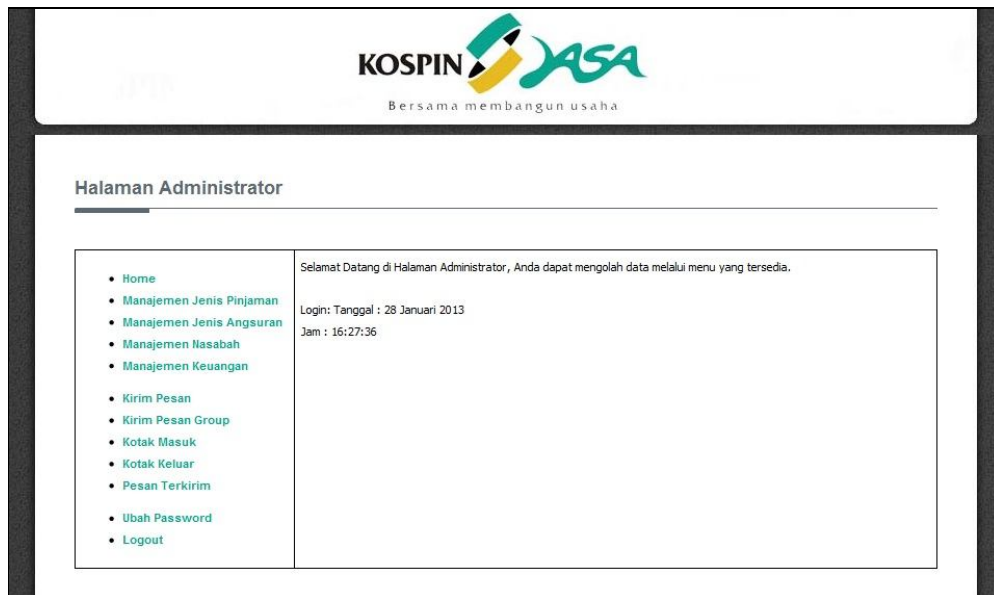 KOSPIN JASA
Bersama membangun usaha
Halaman Administrator
Home
Manajemen Jenis Pinjaman
Manajemen Jenis Angsuran
Manajemen Nasabah
Manajemen Keuangan
Kirim Pesan
Kirim Pesan Group
Kotak Masuk
Kotak Keluar
Pesan Terkirim
Ubah Password
Logout
Selamat Datang di Halaman Administrator, Anda dapat mengolah data melalui menu yang tersedia.
Login: Tanggal : 28 Januari 2013
Jam : 16:27:36